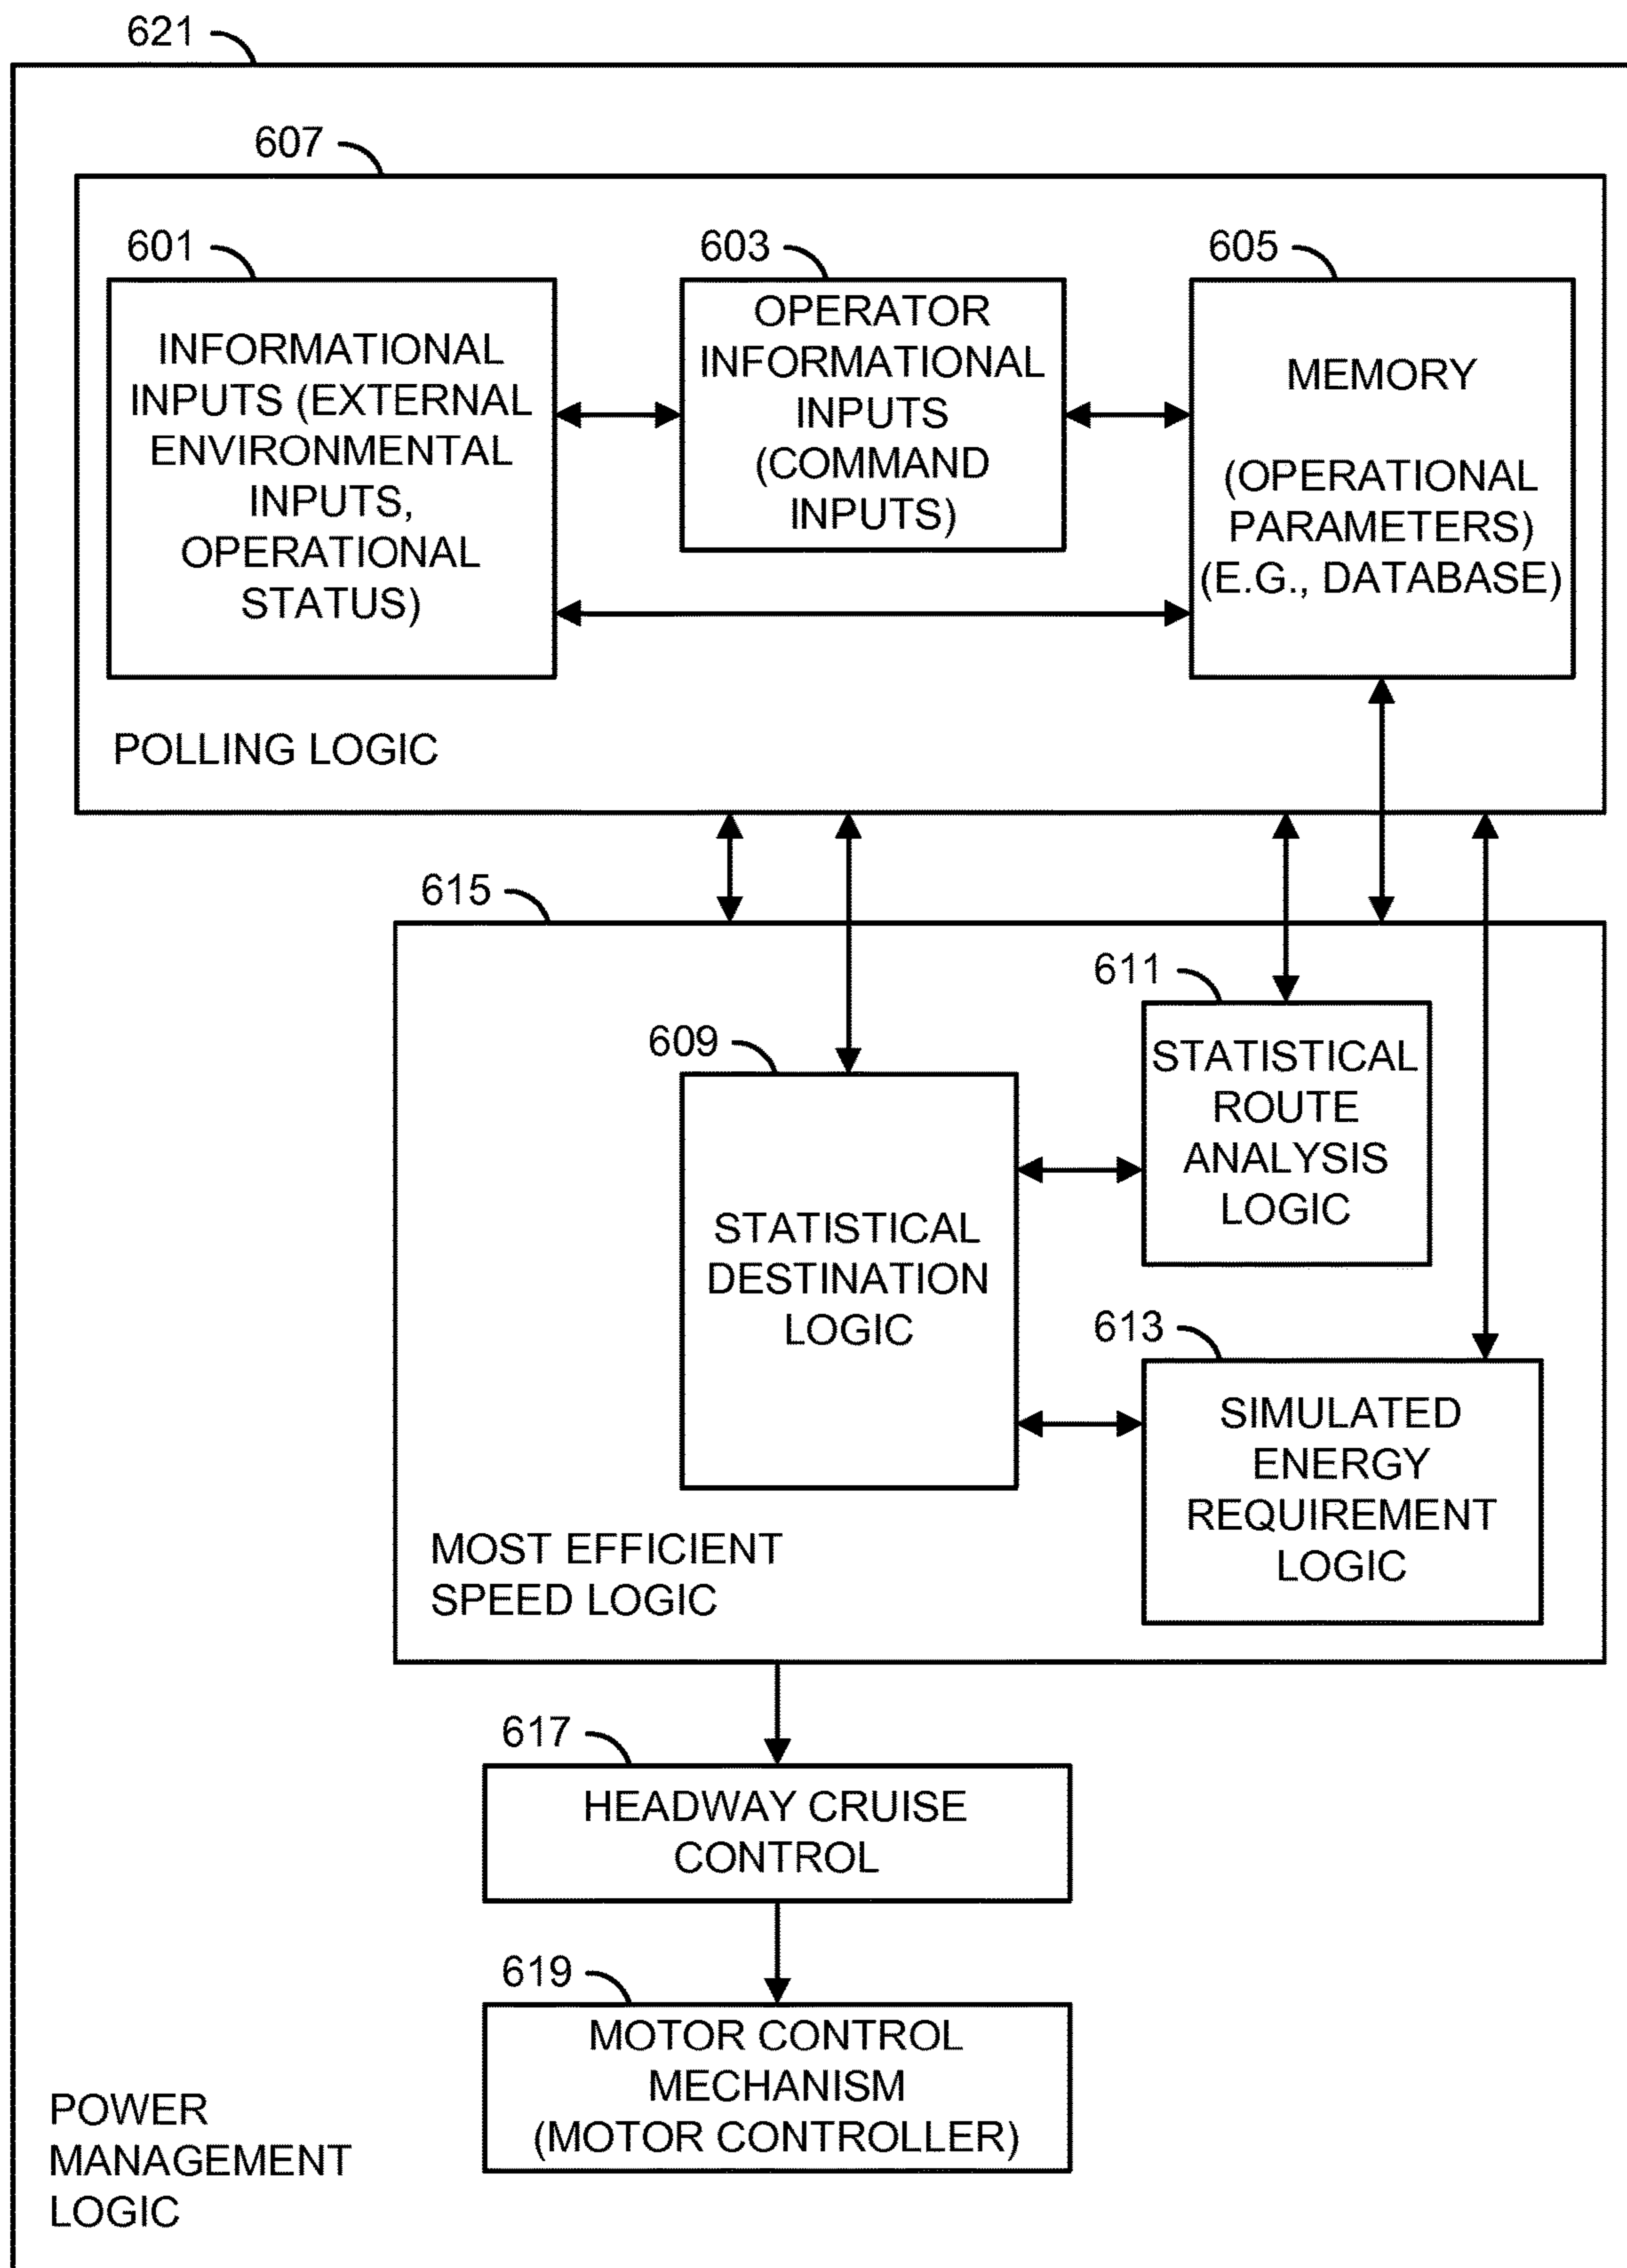 621
607
601
603
605
INFORMATIONAL
INPUTS (EXTERNAL
ENVIRONMENTAL
INPUTS,
OPERATIONAL
STATUS)
OPERATOR
INFORMATIONAL
INPUTS
(COMMAND
INPUTS)
MEMORY
(OPERATIONAL
PARAMETERS)
(E.G., DATABASE)
POLLING LOGIC
615
611
609
STATISTICAL
ROUTE
ANALYSIS
LOGIC
STATISTICAL
DESTINATION
LOGIC
613
SIMULATED
ENERGY
REQUIREMENT
LOGIC
MOST EFFICIENT
SPEED LOGIC
617
HEADWAY CRUISE
CONTROL
619
MOTOR CONTROL
MECHANISM
(MOTOR CONTROLLER)
POWER
MANAGEMENT
LOGIC